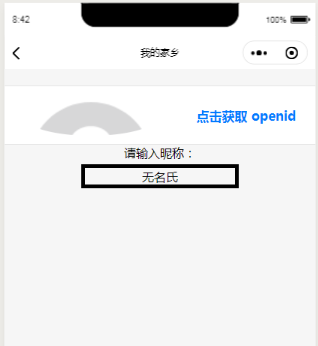 8:42
100%
我的家乡
点击获取 openid
请输入昵称：
无名氏